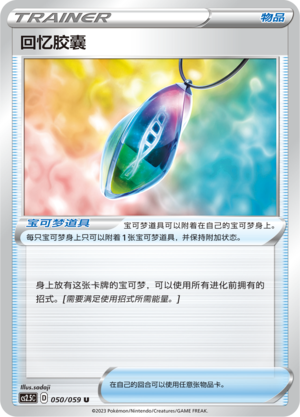 TRAINER 物品
回忆胶囊
宝可梦道具 宝可梦道具可以附着在自己的宝可梦身上。
每只宝可梦身上只可以附着1张宝可梦道具,并保持附加状态。
身上放有这张卡牌的宝可梦,可以使用所有进化前拥有的
招式。[需要满足使用招式所需能量。]
Illus.sadaji
CS2.5C D 050/059 U
在自己的回合可以使用任意张物品卡。
©2023 Pokémon/Nintendo/Creatures/GAME FREAK.